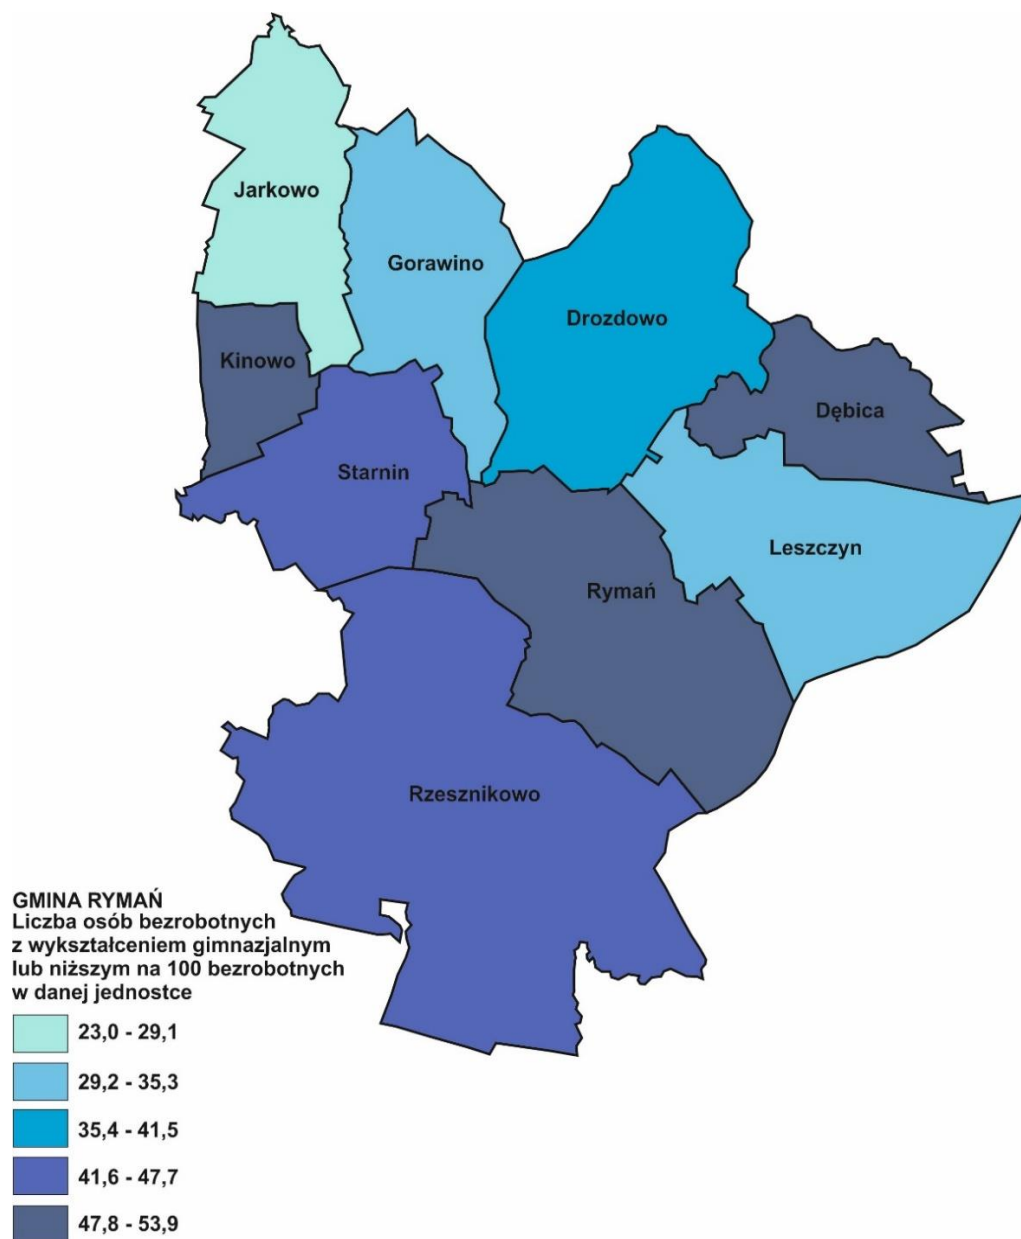 Jarkowo
Gorawino
Drozdowo
Kinowo
Dębica
Starnin
Leszczyn
Rymań
Rzesznikowo
GMINA RYMAŃ
Liczba osób bezrobotnych
z wykształceniem gimnazjalnym
lub niższym na 100 bezrobotnych
w danej jednostce
23,0 - 29,1
29,2 - 35,3
35,4 - 41,5
41,6 - 47,7
47,8 - 53,9